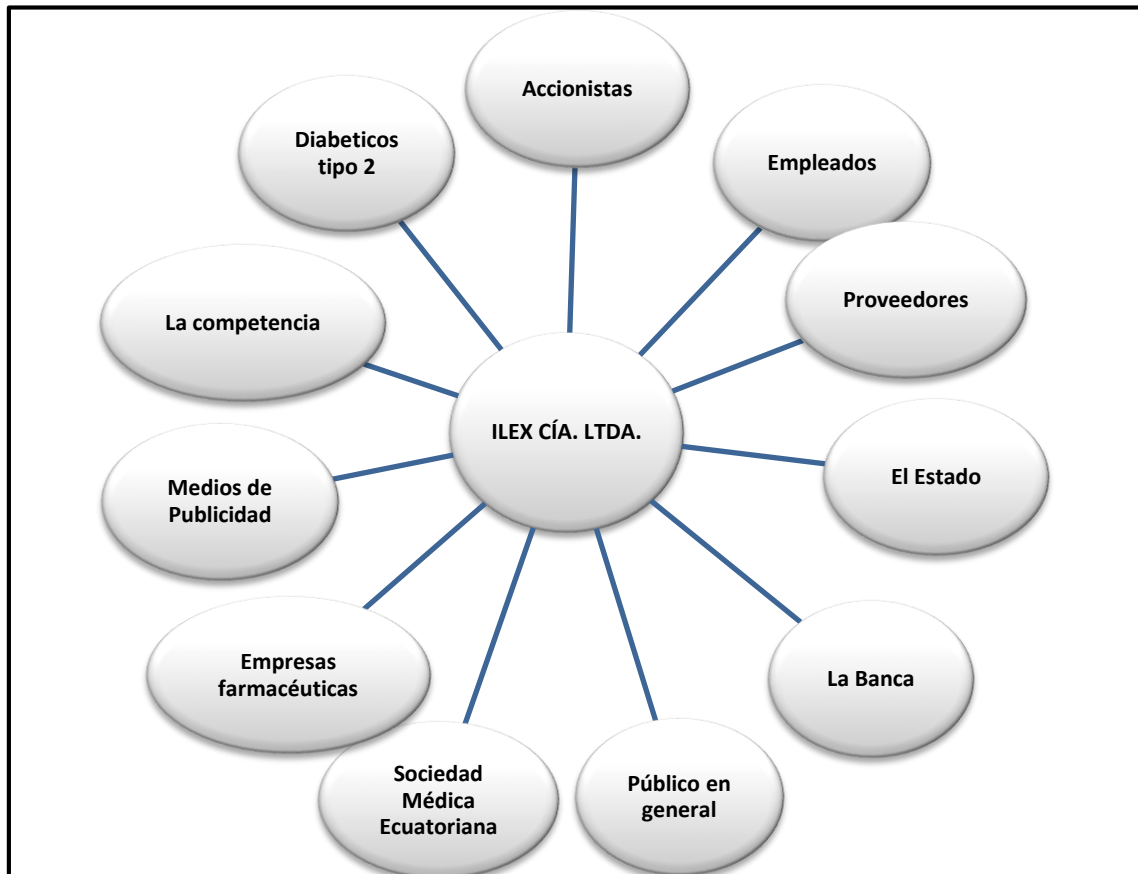 Accionistas
Diabeticos
tipo 2
Empleados
Proveedores
La competencia
ILEX CÍA. LTDA.
El Estado
Medios de
Publicidad
Empresas
farmacéuticas
La Banca
Sociedad
Médica
Ecuatoriana
Público en
general